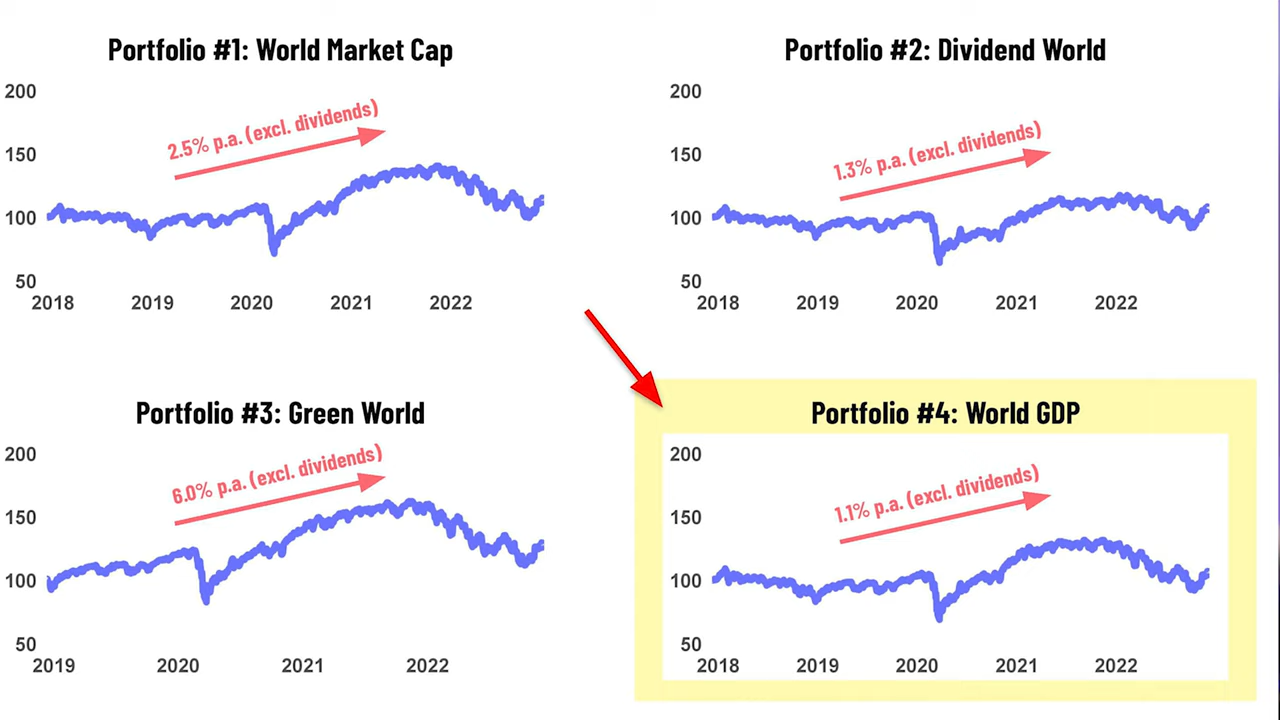 Portfolio #1: World Market Cap
200
150
100
50
2.5% p.a. (excl. dividends)
2018 2019 2020 2021 2022
Portfolio #2: Dividend World
200
150
100
50
1.3% p.a. (excl. dividends)
2018 2019 2020 2021 2022
Portfolio #3: Green World
200
150
100
50
6.0% p.a. (excl. dividends)
2019 2020 2021 2022
Portfolio #4: World GDP
200
150
100
50
1.1% p.a. (excl. dividends)
2018 2019 2020 2021 2022